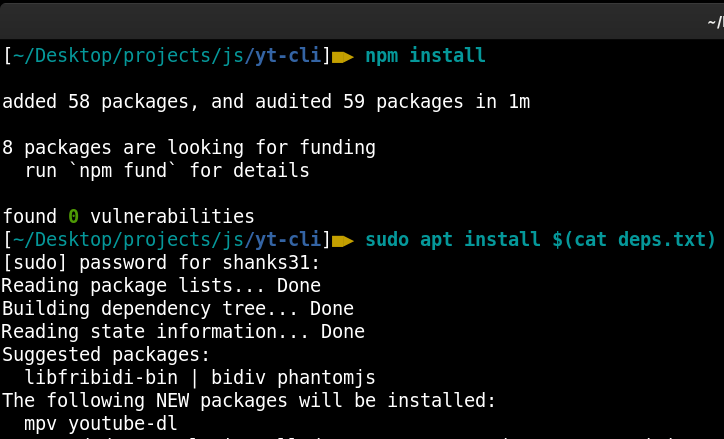 ~/
[~/Desktop/projects/js/yt-cli] npm install
added 58 packages, and audited 59 packages in 1m
8 packages are looking for funding
run `npm fund` for details
found 0 vulnerabilities
[~/Desktop/projects/js/yt-cli] sudo apt install $(cat deps.txt)
[sudo] password for shanks31:
Reading package lists... Done
Building dependency tree... Done
Reading state information... Done
Suggested packages:
libfribidi-bin | bidiv phantomjs
The following NEW packages will be installed:
mpv youtube-dl